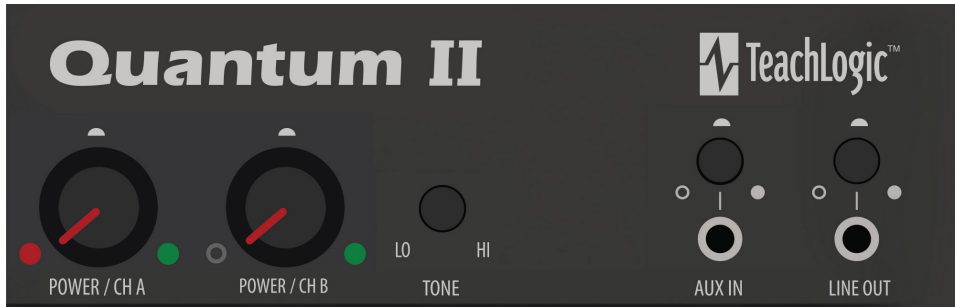 Quantum II
TeachLogic™
LO
HI
POWER / CH A
POWER / CH B
TONE
AUX IN
LINE OUT